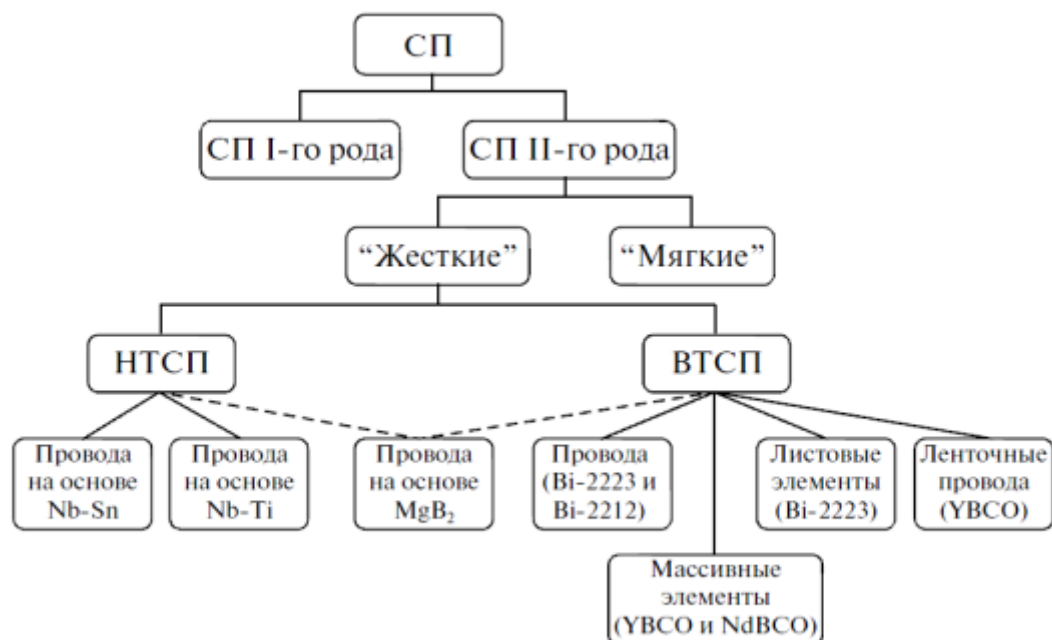 СП
СП I-го рода
СП II-го рода
“Жесткие”
“Мягкие”
НТСП
ВТСП
Провода
на основе
Nb-Sn
Провода
на основе
Nb-Ti
Провода
на основе
MgB₂
Провода
(Bi-2223 и
Bi-2212)
Листовые
элементы
(Bi-2223)
Ленточные
провода
(YBCO)
Массивные
элементы
(YBCO и NdBCO)